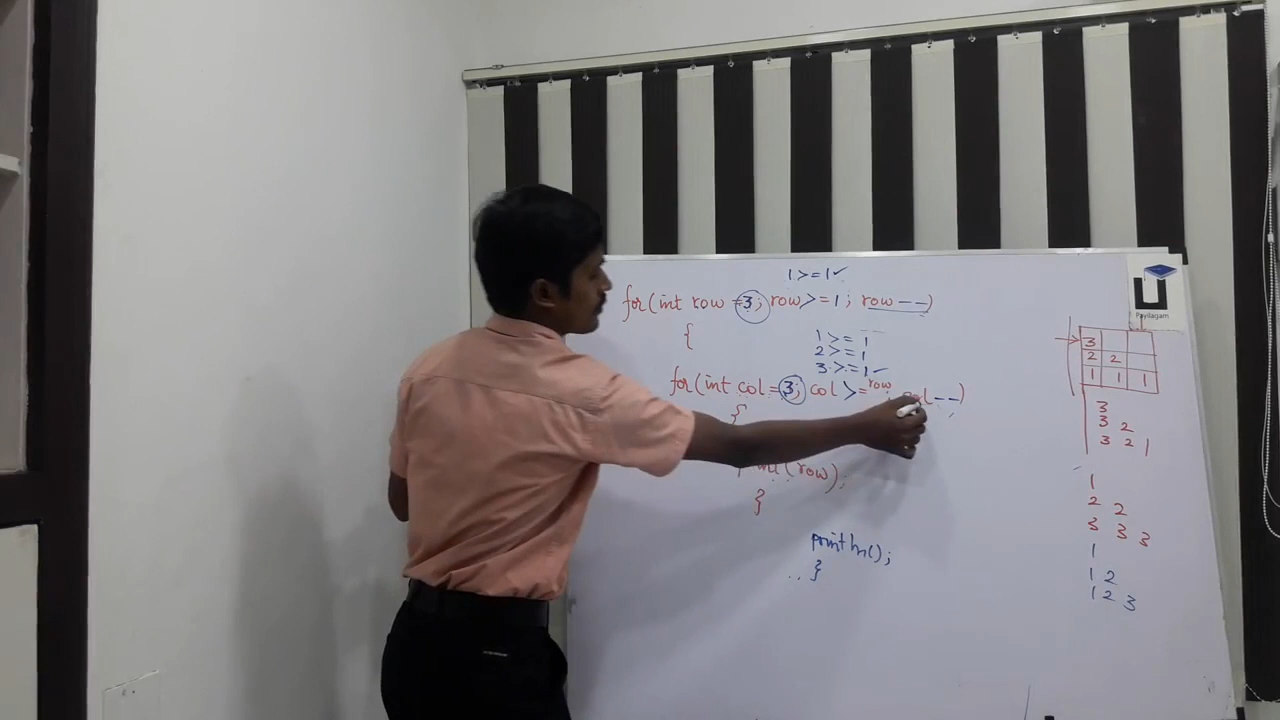 1 >= 1 ✓
for(int row = 3; row >= 1; row --)
{
1 >= 1
2 >= 1
3 >= 1 ✓
for(int col = 3; col >= row; col --)
{
(row);
}
println();
}
Payilagam
3
2 2
1 1 1
3
3 2
3 2 1
1
2 2
3 3 3
1
1 2
1 2 3